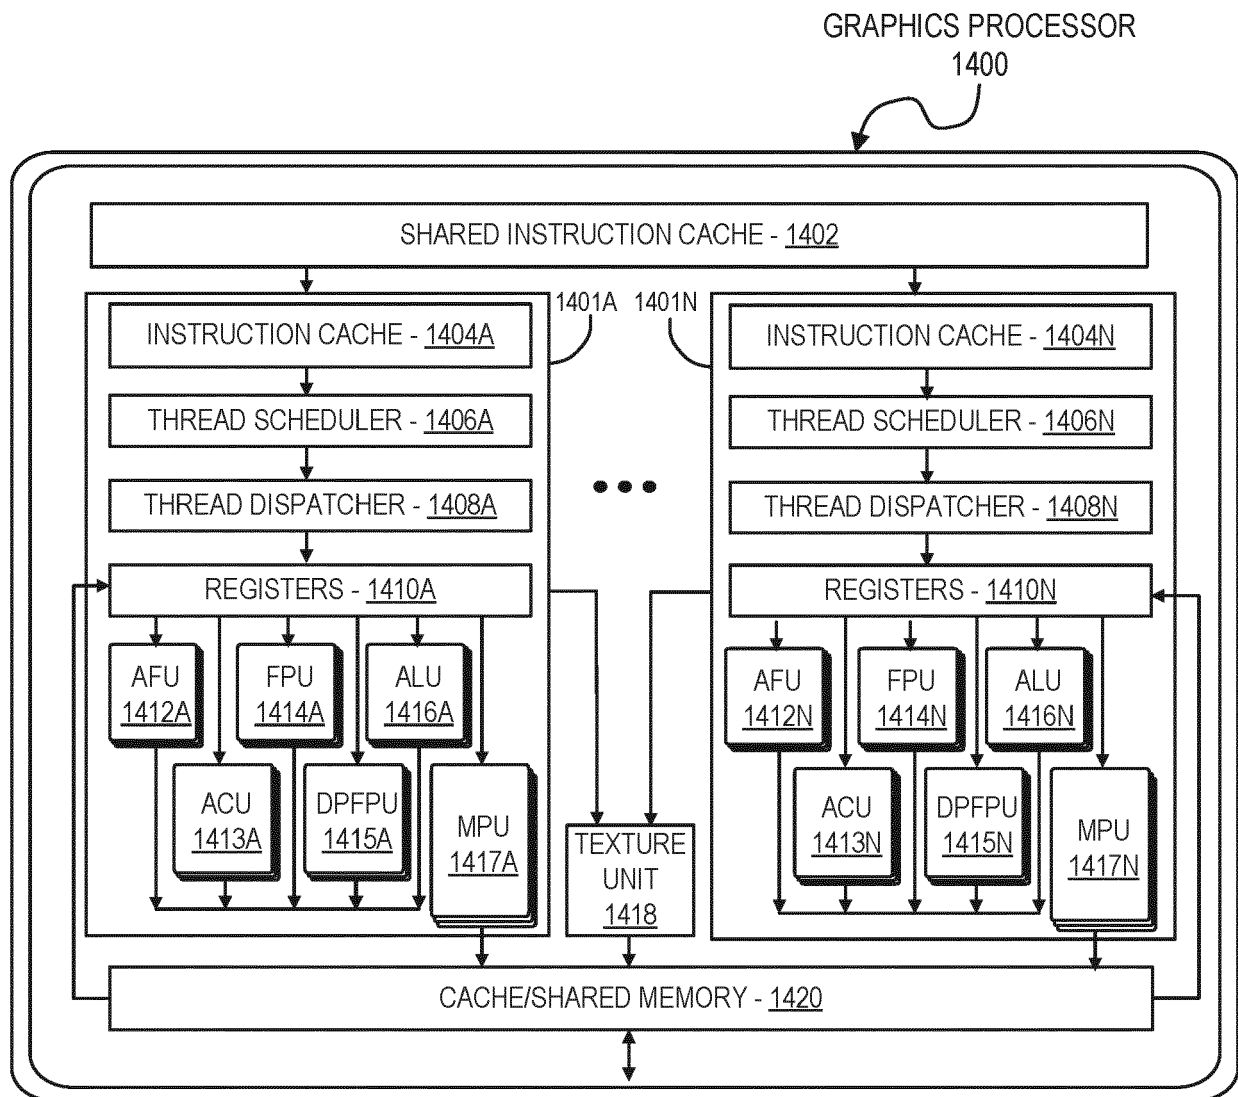 GRAPHICS PROCESSOR
1400
SHARED INSTRUCTION CACHE - 1402
1401A
1401N
INSTRUCTION CACHE - 1404A
THREAD SCHEDULER - 1406A
THREAD DISPATCHER - 1408A
REGISTERS - 1410A
AFU
1412A
FPU
1414A
ALU
1416A
ACU
1413A
DPFPU
1415A
MPU
1417A
INSTRUCTION CACHE - 1404N
THREAD SCHEDULER - 1406N
THREAD DISPATCHER - 1408N
REGISTERS - 1410N
AFU
1412N
FPU
1414N
ALU
1416N
ACU
1413N
DPFPU
1415N
MPU
1417N
TEXTURE
UNIT
1418
CACHE/SHARED MEMORY - 1420